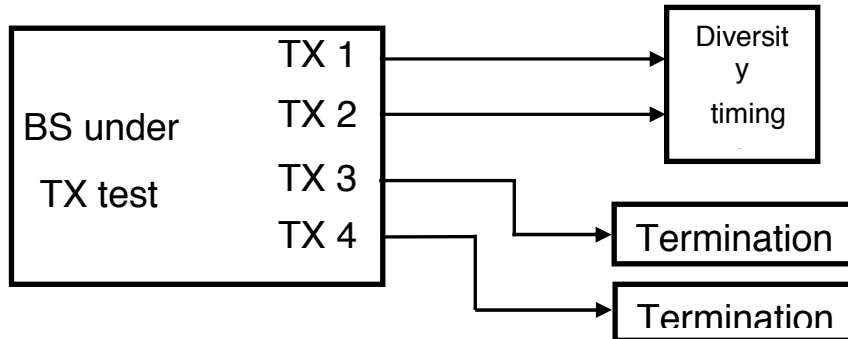 BS under
TX test
TX 1
TX 2
TX 3
TX 4
Diversit
y
timing
Termination
Termination